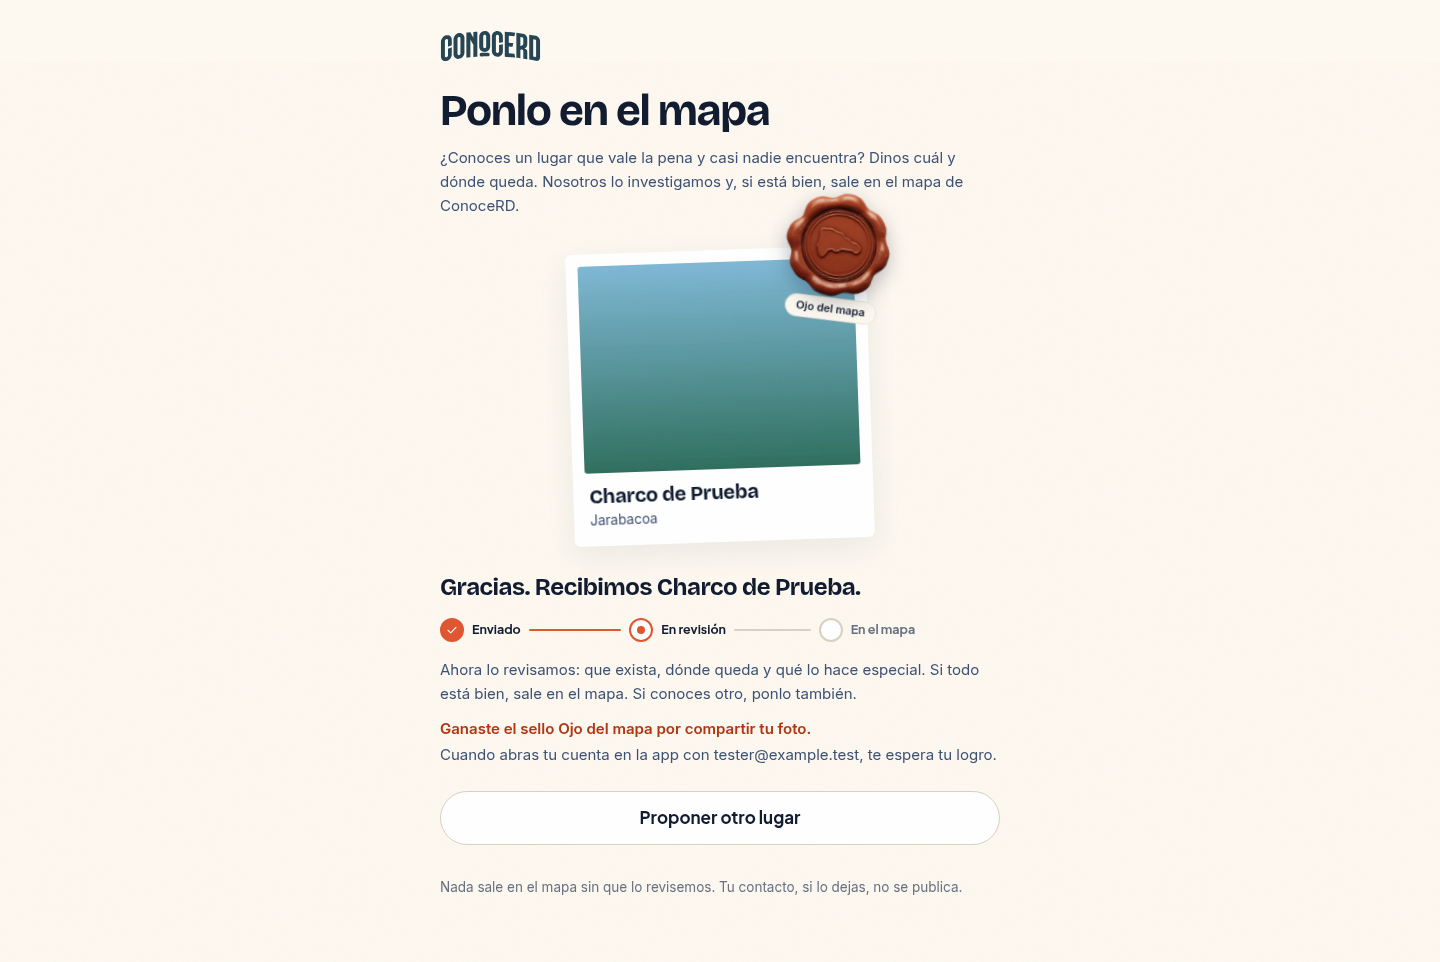 CONOCERD
Ponlo en el mapa
¿Conoces un lugar que vale la pena y casi nadie encuentra? Dinos cuál y
dónde queda. Nosotros lo investigamos y, si está bien, sale en el mapa de
ConoceRD.
Ojo del mapa
Charco de Prueba
Jarabacoa
Gracias. Recibimos Charco de Prueba.
Enviado En revisión En el mapa
Ahora lo revisamos: que exista, dónde queda y qué lo hace especial. Si todo
está bien, sale en el mapa. Si conoces otro, ponlo también.
Ganaste el sello Ojo del mapa por compartir tu foto.
Cuando abras tu cuenta en la app con tester@example.test, te espera tu logro.
Proponer otro lugar
Nada sale en el mapa sin que lo revisemos. Tu contacto, si lo dejas, no se publica.